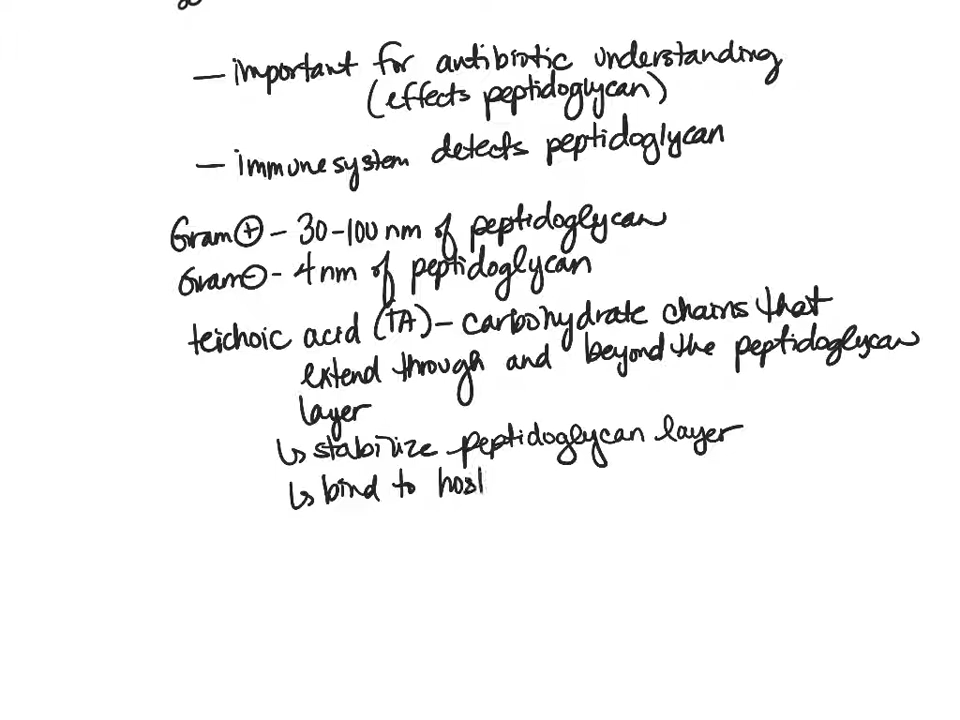 — important for antibiotic understanding
(effects peptidoglycan)
— immune system detects peptidoglycan
Gram ⊕ - 30-100 nm of peptidoglycan
Gram ⊖ - 4 nm of peptidoglycan
teichoic acid (TA) - carbohydrate chains that
extend through and beyond the peptidoglycan
layer
↳ stabilize peptidoglycan layer
↳ bind to host